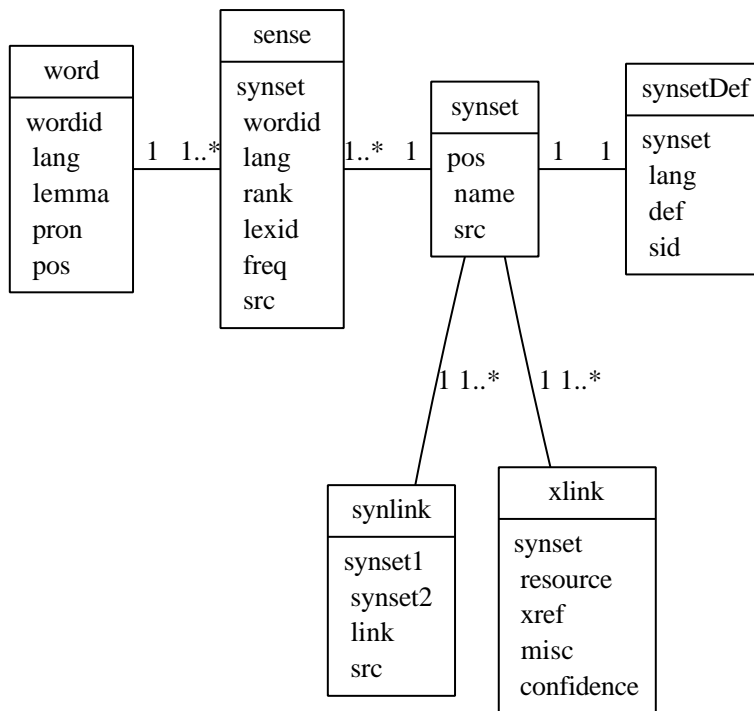 word
wordid
lang
lemma
pron
pos
1 1..*
sense
synset
wordid
lang
rank
lexid
freq
src
1..* 1
synset
pos
name
src
1 1
synsetDef
synset
lang
def
sid
1 1..*
1 1..*
synlink
synset1
synset2
link
src
xlink
synset
resource
xref
misc
confidence